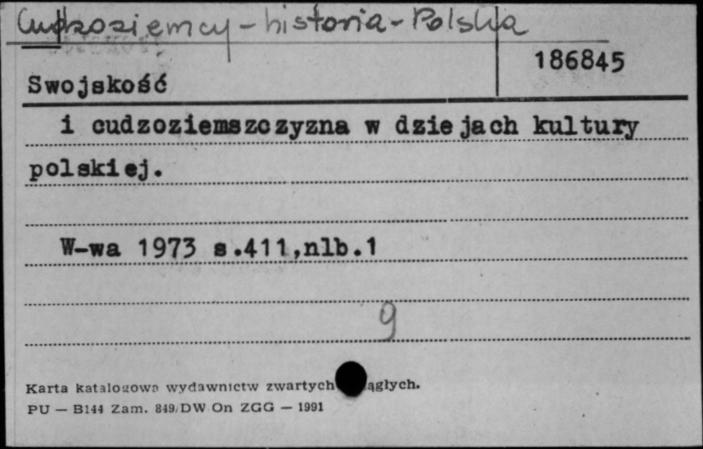 Cudzoziemcy - historia - Polska
186845
Swojskość
i cudzoziemszczyzna w dziejach kultury
polskiej.
W-wa 1973 s.411,nlb.1
9
Karta katalogowa wydawnictw zwartych ągłych.
PU — B144 Zam. 849/DW On ZGG — 1991